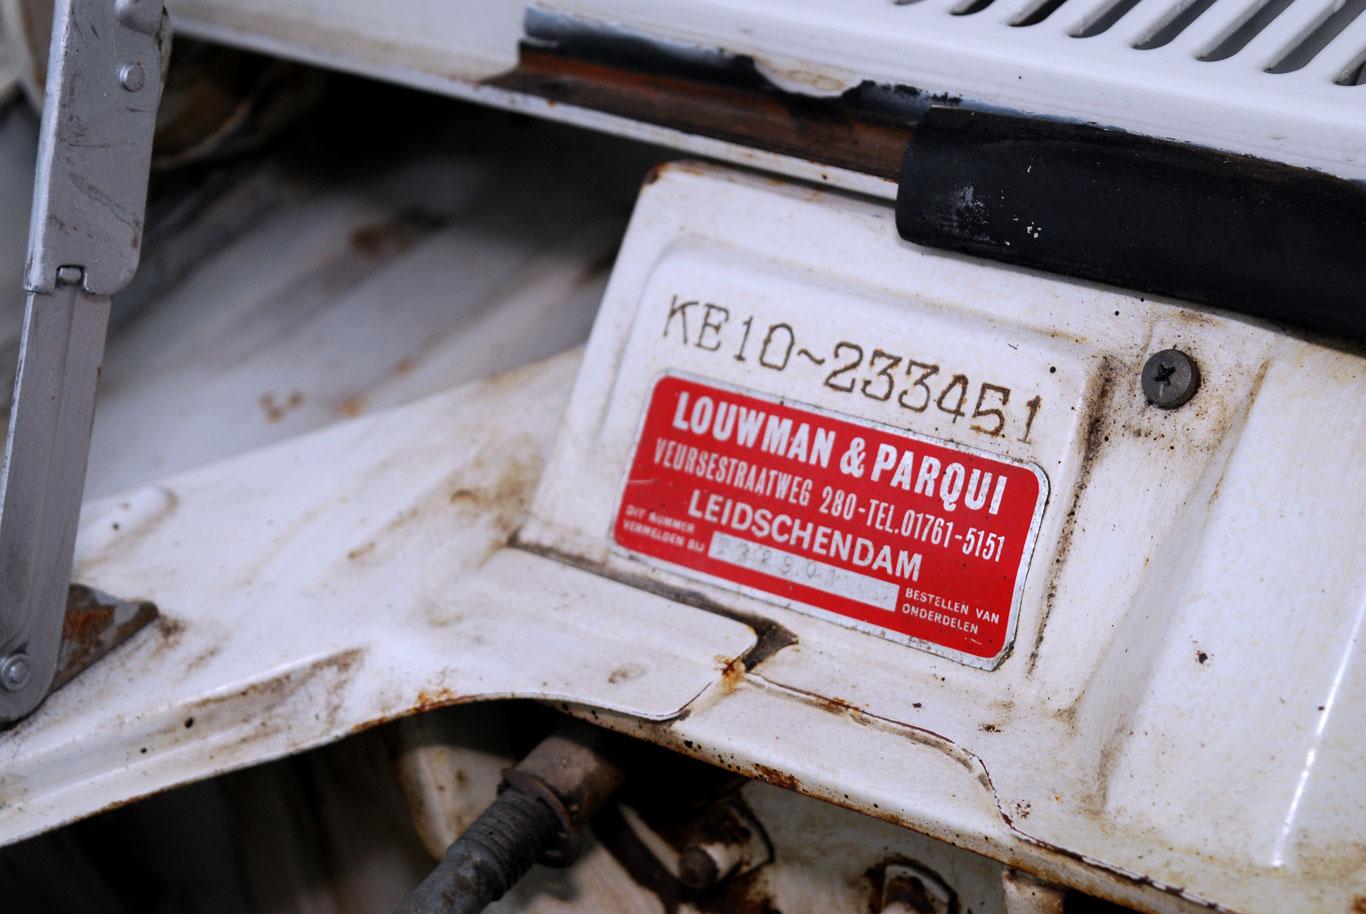 KE10~233451
LOUWMAN & PARQUI
VEURSESTRAATWEG 280-TEL.01761-5151
LEIDSCHENDAM
DIT NUMMER
VERMELDEN BIJ
BESTELLEN VAN
ONDERDELEN